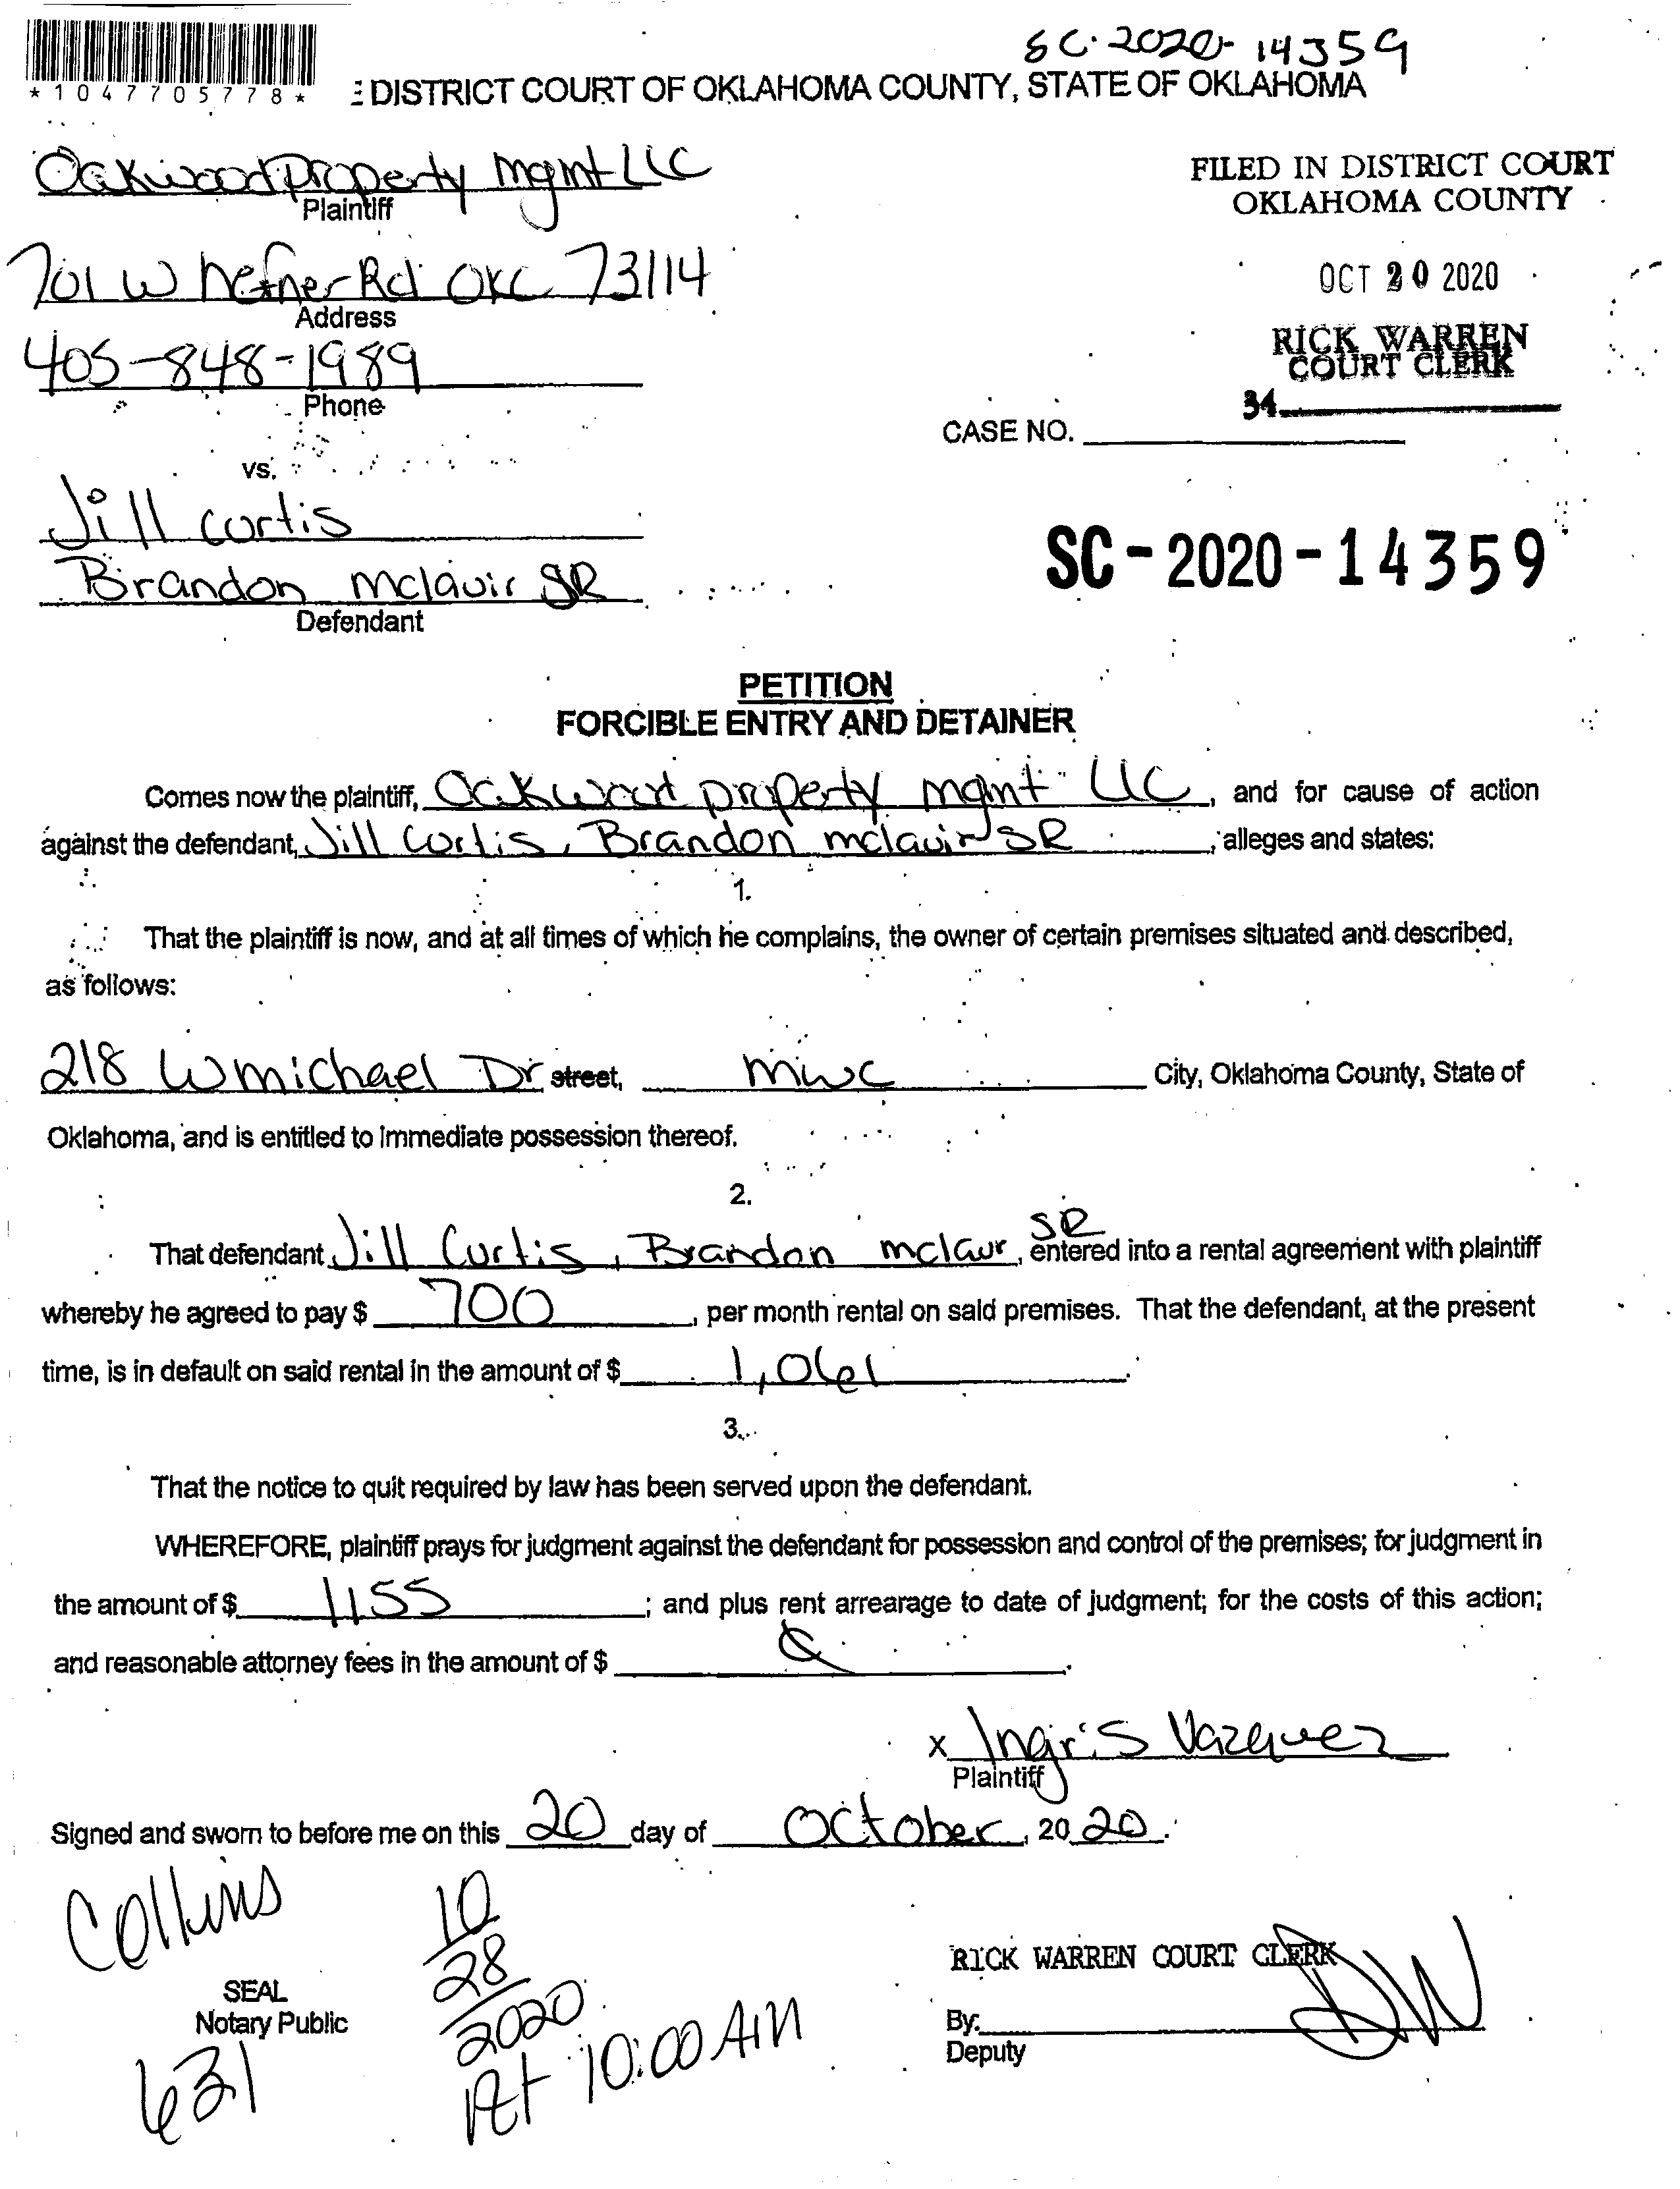 SC-2020-14359
*1047705778*
E DISTRICT COURT OF OKLAHOMA COUNTY, STATE OF OKLAHOMA
Oakwood Property Mgmt LLC
Plaintiff
FILED IN DISTRICT COURT
OKLAHOMA COUNTY
701 W Hefner Rd OKC 73114
Address
OCT 20 2020
405-848-1989
Phone
RICK WARREN
COURT CLERK
34
CASE NO.
vs.
Jill Curtis
Brandon mclavir SR
Defendant
SC-2020-14359
PETITION
FORCIBLE ENTRY AND DETAINER
Comes now the plaintiff, Oakwood property mgmt LLC, and for cause of action
against the defendant, Jill Curtis, Brandon mclavir SR, alleges and states:
1.
That the plaintiff is now, and at all times of which he complains, the owner of certain premises situated and described,
as follows:
218 W michael Dr street, mwc City, Oklahoma County, State of
Oklahoma, and is entitled to immediate possession thereof.
2.
SR
That defendant Jill Curtis, Brandon mclaur, entered into a rental agreement with plaintiff
whereby he agreed to pay $ 700, per month rental on said premises. That the defendant, at the present
time, is in default on said rental in the amount of $ 1,061.
3.
That the notice to quit required by law has been served upon the defendant.
WHEREFORE, plaintiff prays for judgment against the defendant for possession and control of the premises; for judgment in
the amount of $ 1155; and plus rent arrearage to date of judgment; for the costs of this action;
and reasonable attorney fees in the amount of $
x Ingris Vazquez
Plaintiff
Signed and sworn to before me on this 20 day of October, 2020.
Collins
10
28
2020
At 10:00 AM
SEAL
Notary Public
631
RICK WARREN COURT CLERK
By: DW
Deputy